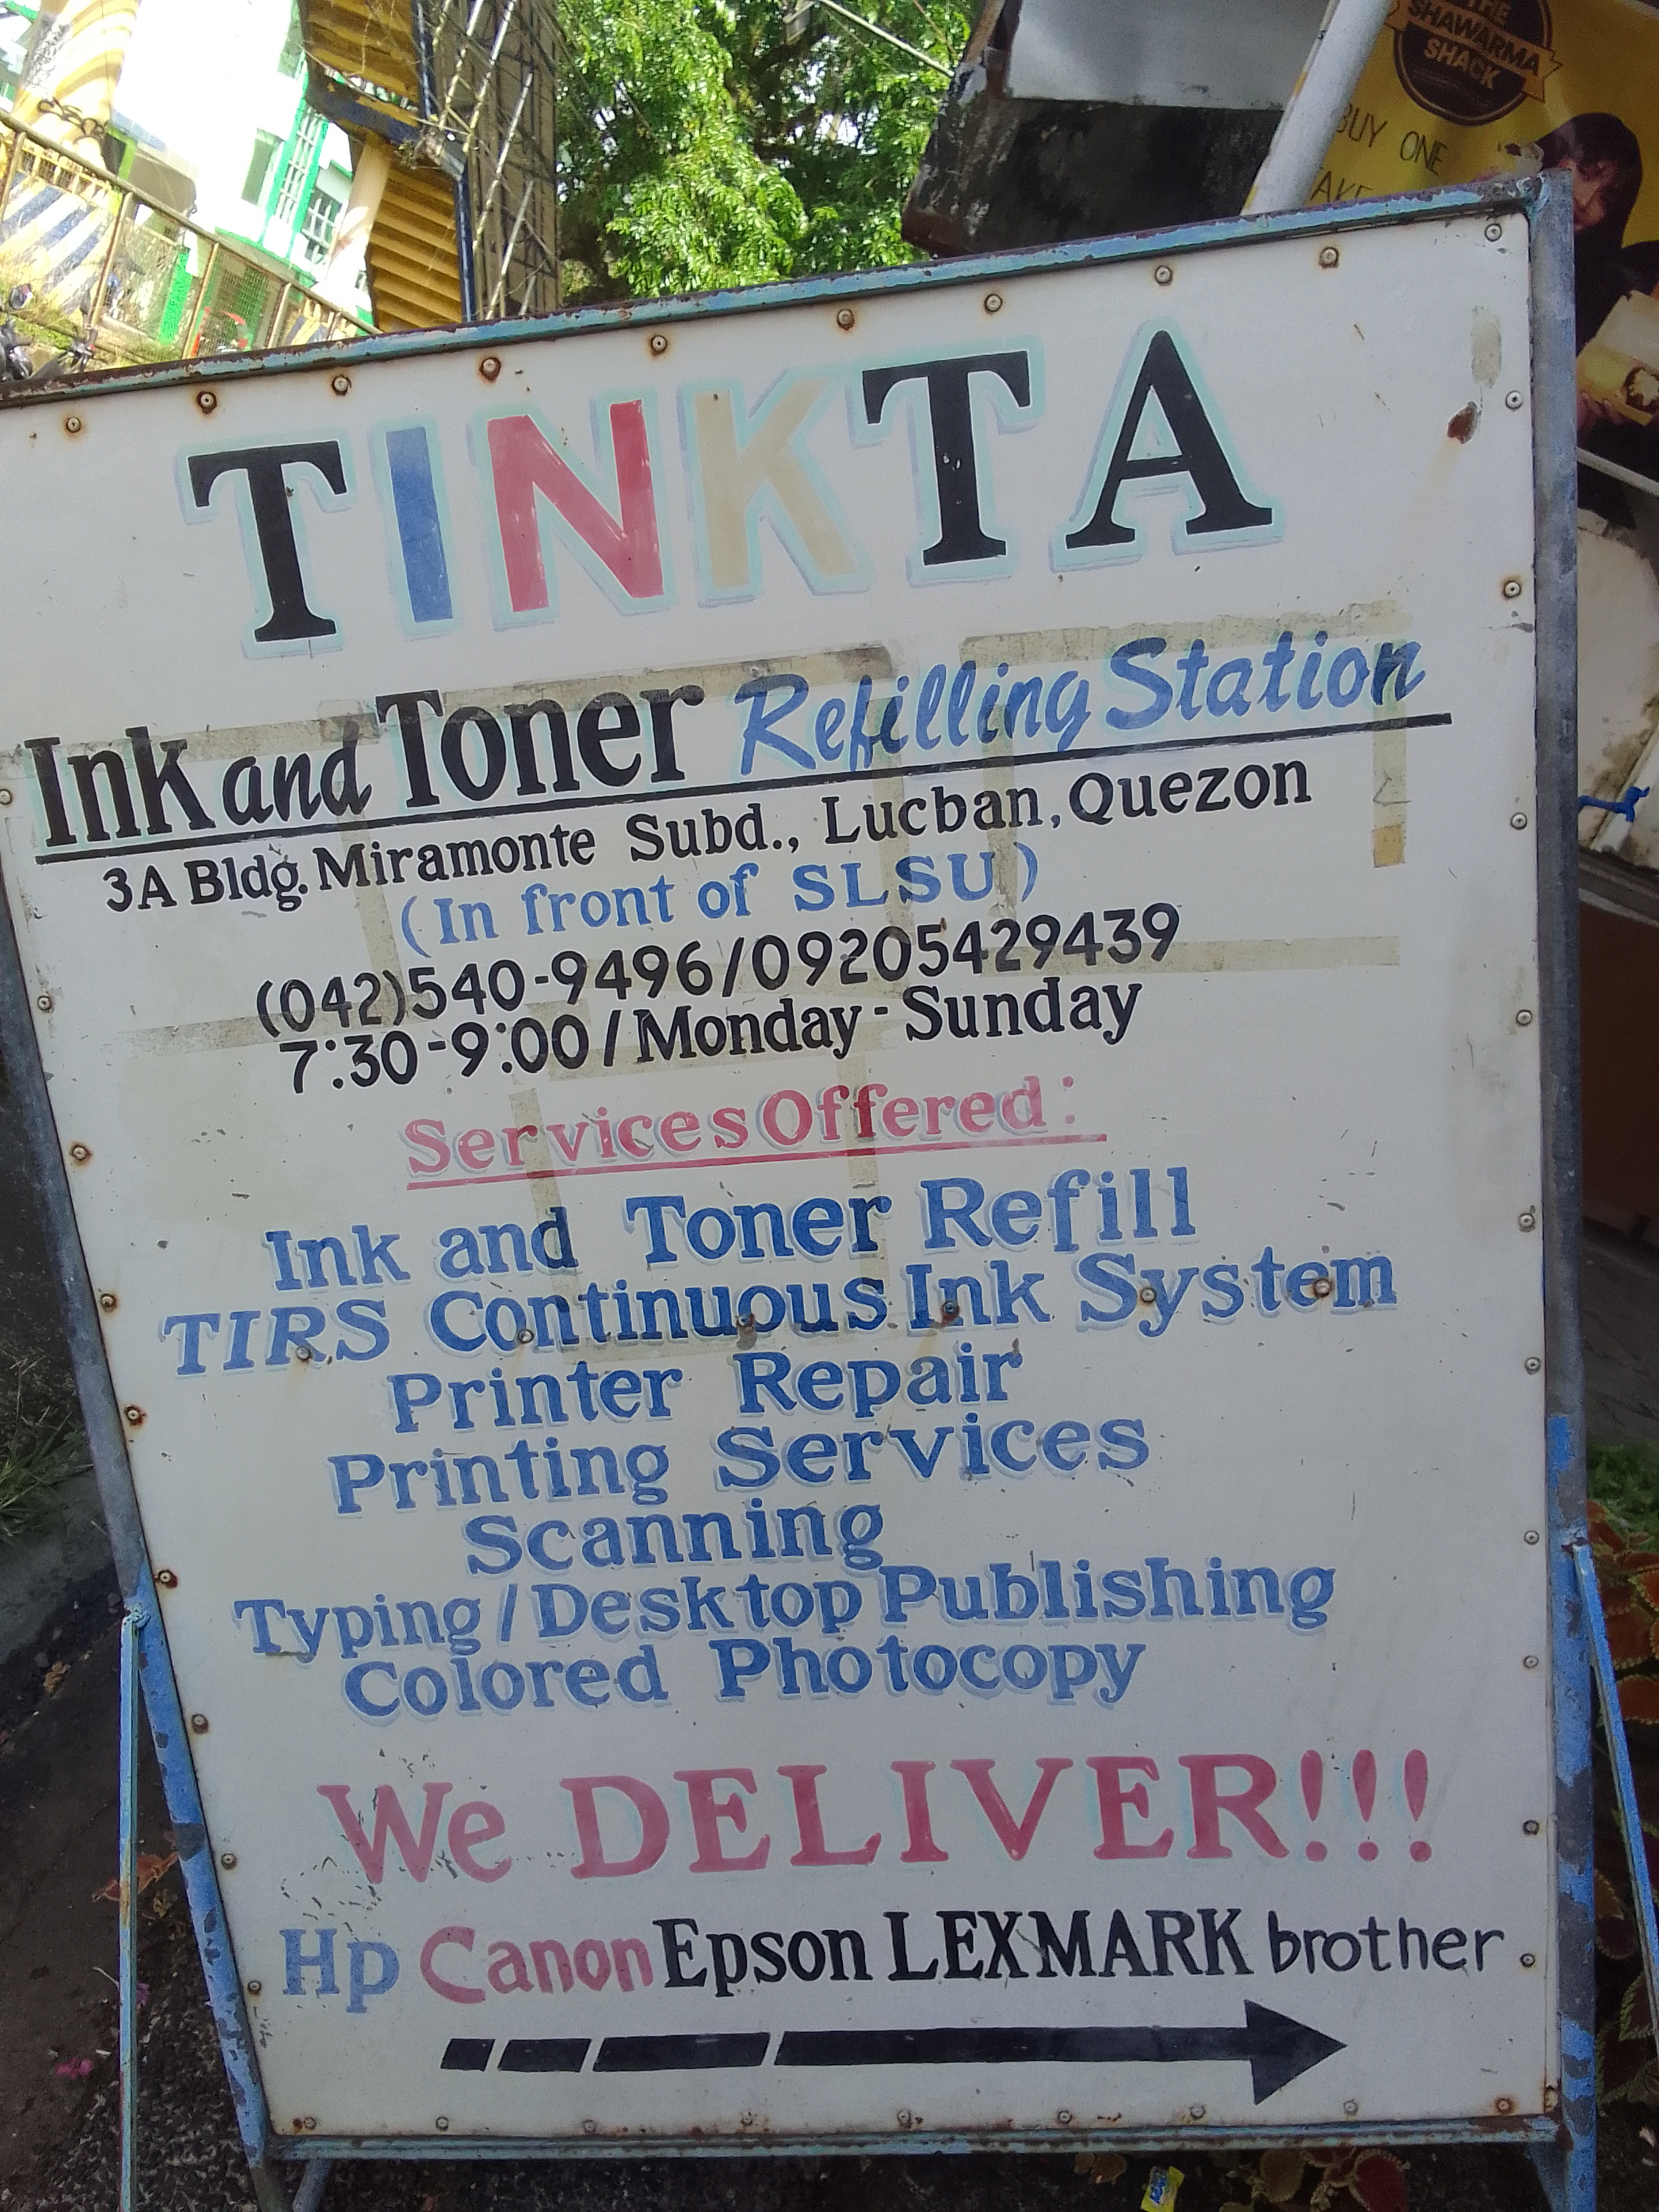 THE
SHAWARMA
SHACK
BUY ONE
TINKTA
Ink and Toner Refilling Station
3A Bldg. Miramonte Subd., Lucban, Quezon
(In front of SLSU)
(042)540-9496/09205429439
7:30-9:00/Monday-Sunday
Services Offered:
Ink and Toner Refill
TIRS Continuous Ink System
Printer Repair
Printing Services
Scanning
Typing/Desktop Publishing
Colored Photocopy
We DELIVER!!!
Hp Canon Epson LEXMARK brother